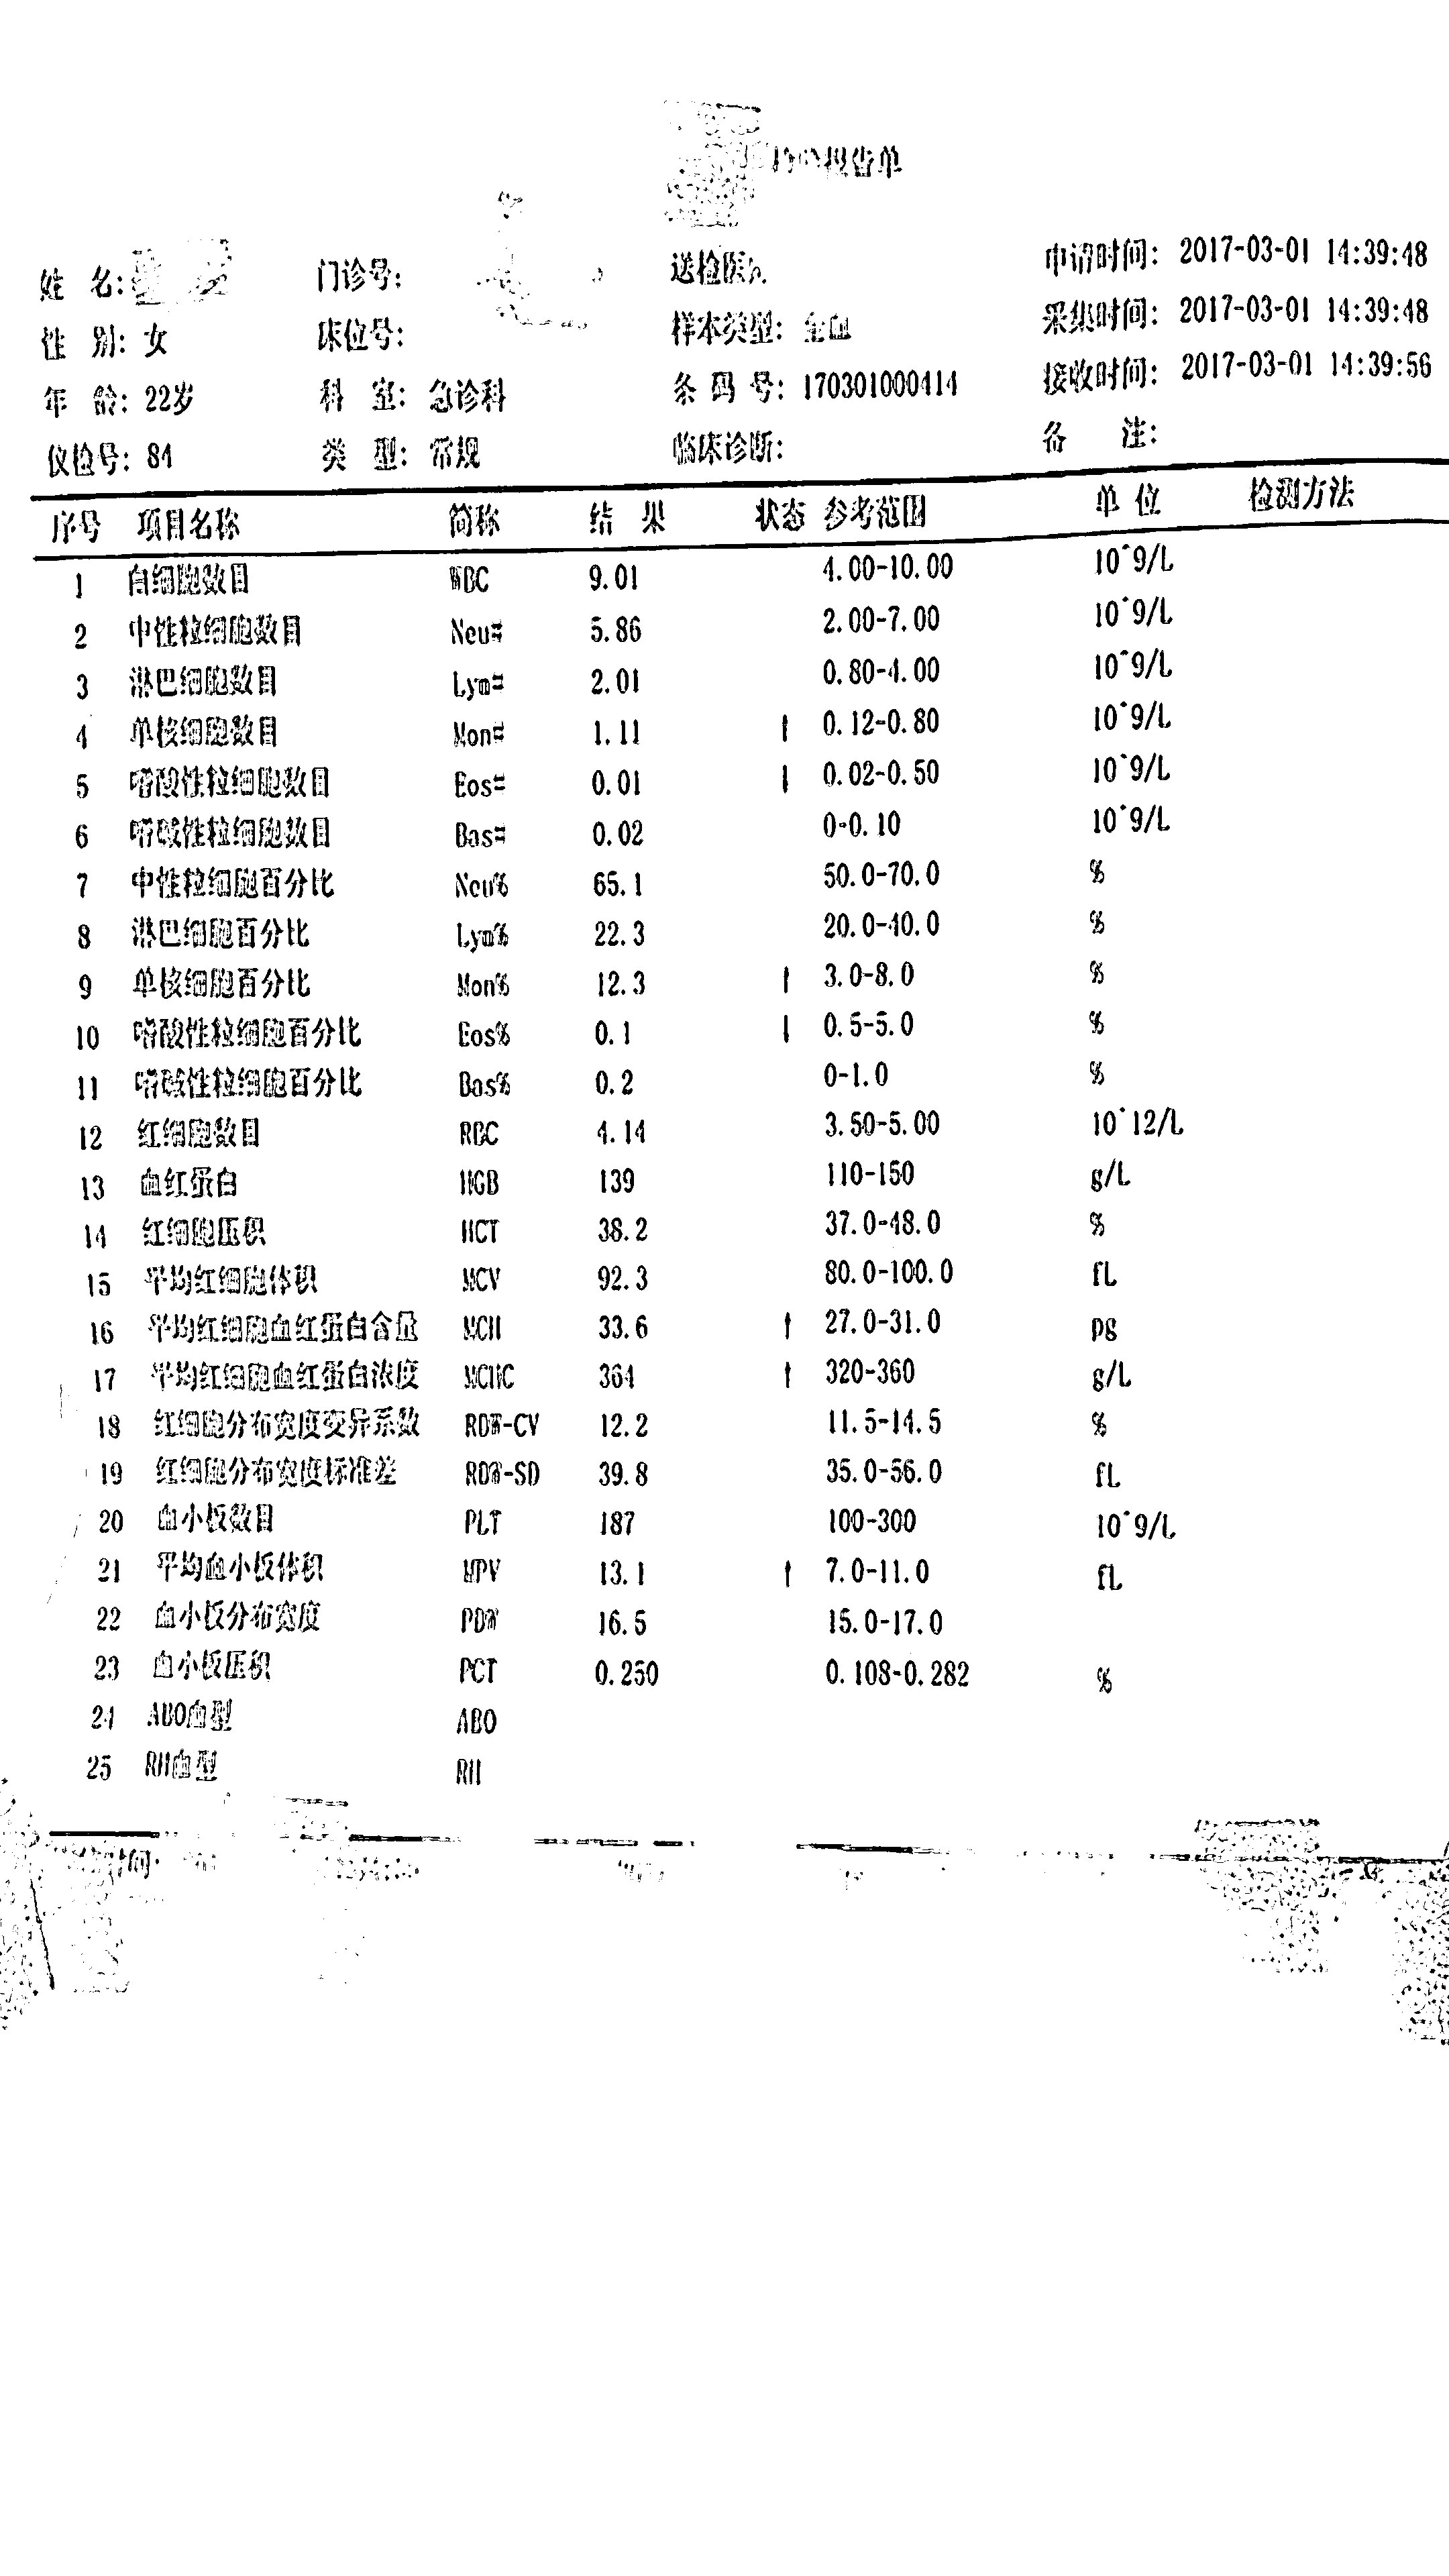 报告单
姓 名: 门诊号: 送检医 申请时间: 2017-03-01 14:39:48
性 别: 女 床位号: 样本类型: 全血 采集时间: 2017-03-01 14:39:48
年 龄: 22岁 科 室: 急诊科 条 码 号: 170301000414 接收时间: 2017-03-01 14:39:56
仪检号: 84 类 型: 常规 临床诊断: 备 注:
序号 项目名称 简称 结 果 状态 参考范围 单 位 检测方法
1 白细胞数目 WBC 9.01 4.00-10.00 10^9/L
2 中性粒细胞数目 Neu# 5.86 2.00-7.00 10^9/L
3 淋巴细胞数目 Lym# 2.01 0.80-4.00 10^9/L
4 单核细胞数目 Mon# 1.11 ↑ 0.12-0.80 10^9/L
5 嗜酸性粒细胞数目 Eos# 0.01 ↓ 0.02-0.50 10^9/L
6 嗜碱性粒细胞数目 Bas# 0.02 0-0.10 10^9/L
7 中性粒细胞百分比 Neu% 65.1 50.0-70.0 %
8 淋巴细胞百分比 Lym% 22.3 20.0-40.0 %
9 单核细胞百分比 Mon% 12.3 ↑ 3.0-8.0 %
10 嗜酸性粒细胞百分比 Eos% 0.1 ↓ 0.5-5.0 %
11 嗜碱性粒细胞百分比 Bas% 0.2 0-1.0 %
12 红细胞数目 RBC 4.14 3.50-5.00 10^12/L
13 血红蛋白 HGB 139 110-150 g/L
14 红细胞压积 HCT 38.2 37.0-48.0 %
15 平均红细胞体积 MCV 92.3 80.0-100.0 fL
16 平均红细胞血红蛋白含量 MCH 33.6 ↑ 27.0-31.0 pg
17 平均红细胞血红蛋白浓度 MCHC 364 ↑ 320-360 g/L
18 红细胞分布宽度变异系数 RDW-CV 12.2 11.5-14.5 %
19 红细胞分布宽度标准差 RDW-SD 39.8 35.0-56.0 fL
20 血小板数目 PLT 187 100-300 10^9/L
21 平均血小板体积 MPV 13.1 ↑ 7.0-11.0 fL
22 血小板分布宽度 PDW 16.5 15.0-17.0
23 血小板压积 PCT 0.250 0.108-0.282 %
24 ABO血型 ABO
25 RH血型 RH